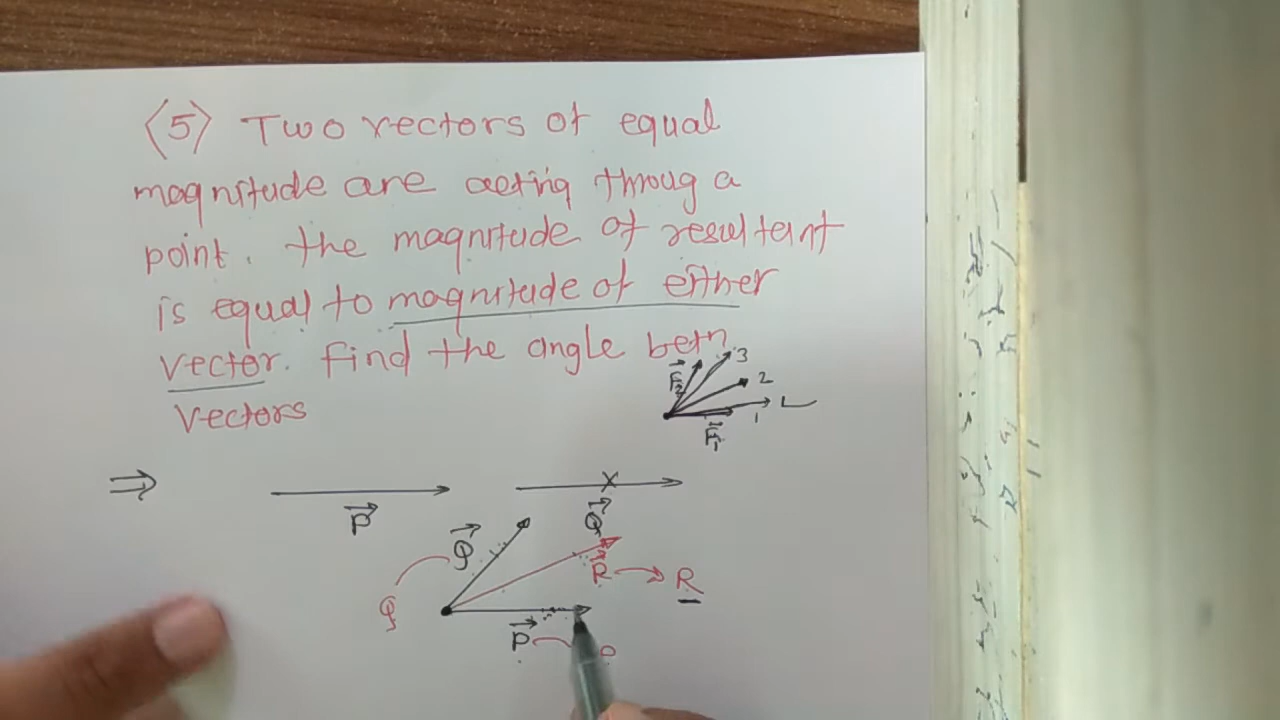 (5) Two vectors of equal
magnitude are acting throug a
point. The magnitude of resultant
is equal to magnitude of either
vector. Find the angle betn
vectors
3
F₂
2
1
F₁
⇒
P
Q
Q
R → R
Q
P
P